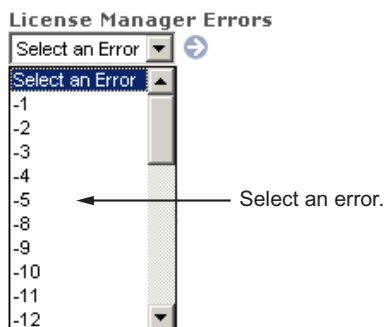 License Manager Errors
Select an Error
Select an Error
-1
-2
-3
-4
-5
Select an error.
-8
-9
-10
-11
-12